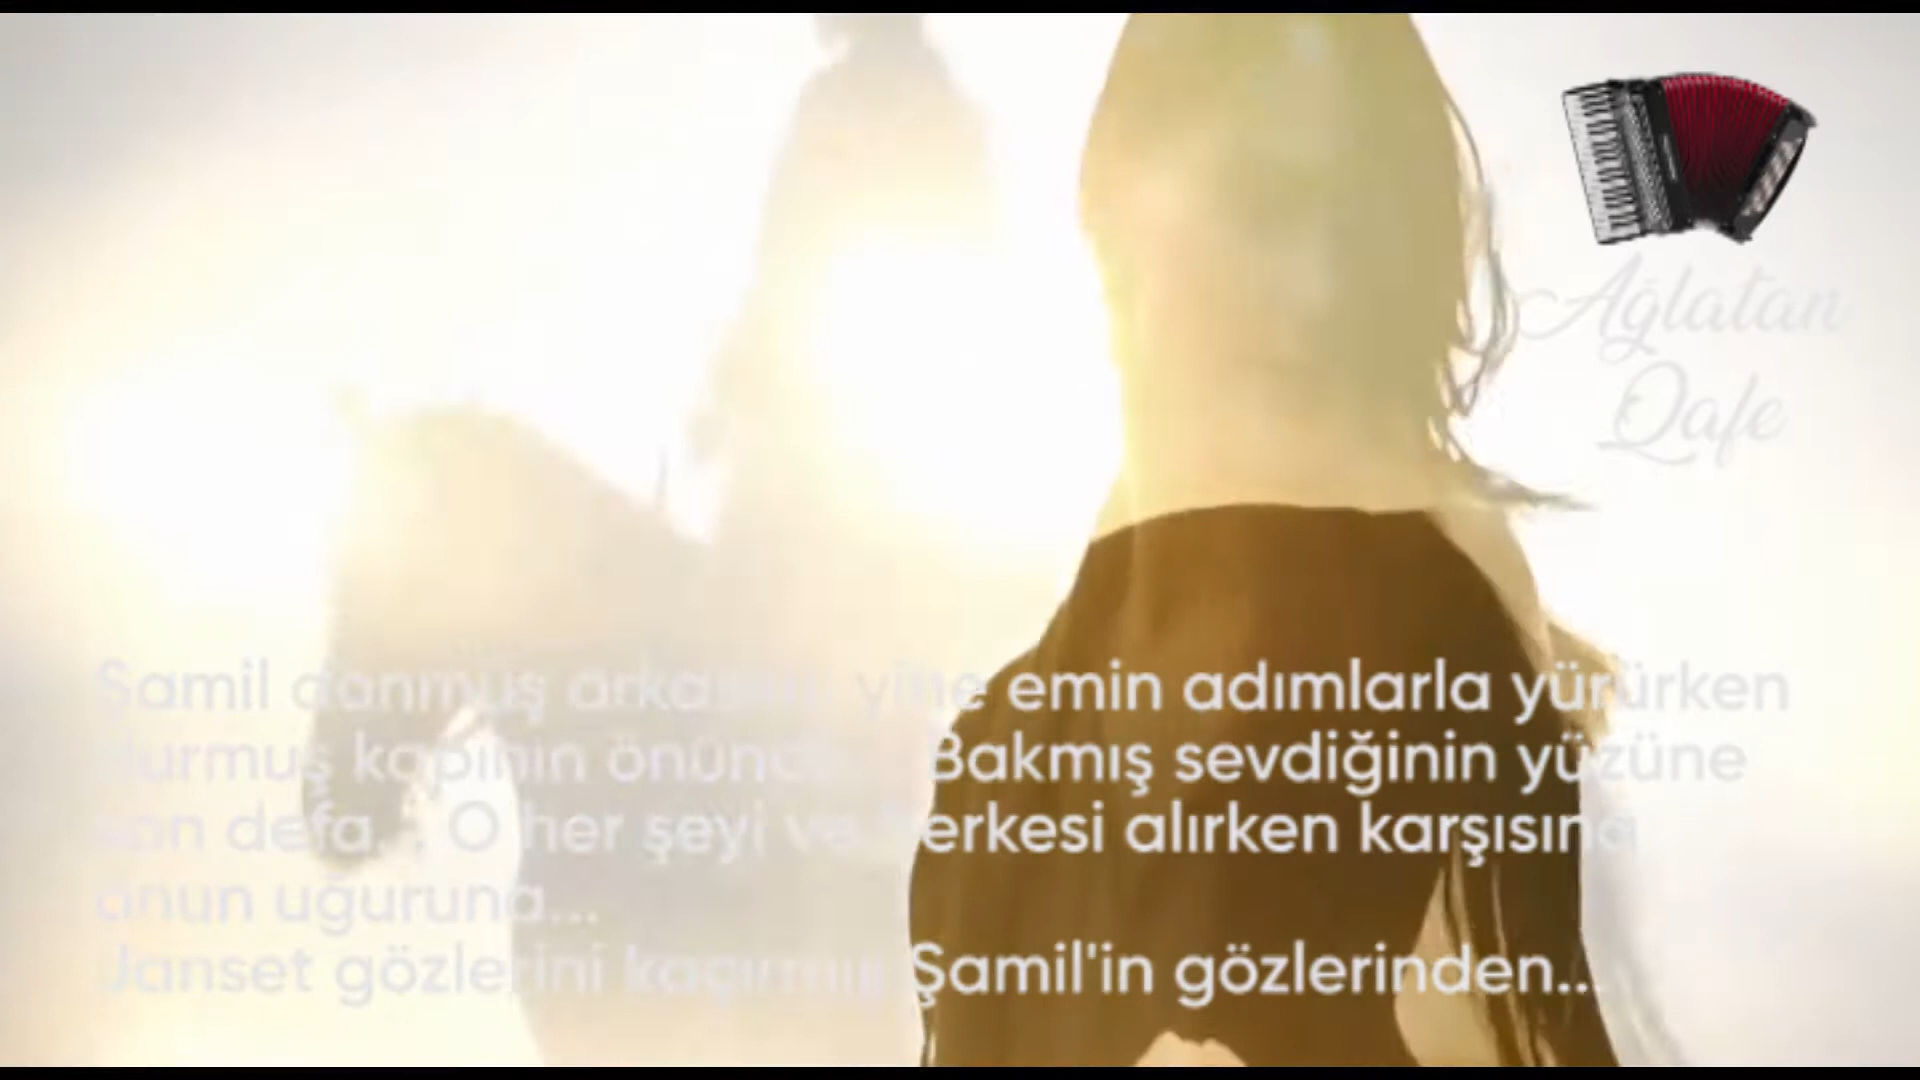 Ağlatan
Qafe
Şamil dönmüş arkasını yine emin adımlarla yürürken
durmuş kapının önünde... Bakmış sevdiğinin yüzüne
son defa... O her şeyi ve herkesi alırken karşısına
onun uğuruna...
Janset gözlerini kaçırmış Şamil'in gözlerinden...